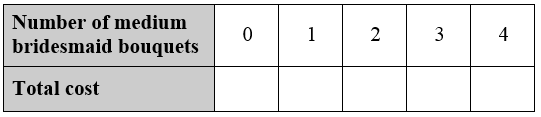 Number of medium
bridesmaid bouquets
0 1 2 3 4
Total cost